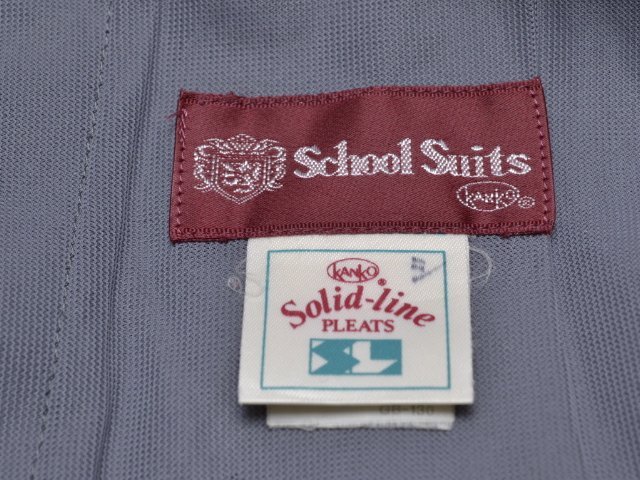 School Suits
KANKO®
KANKO®
Solid-line
PLEATS
SL